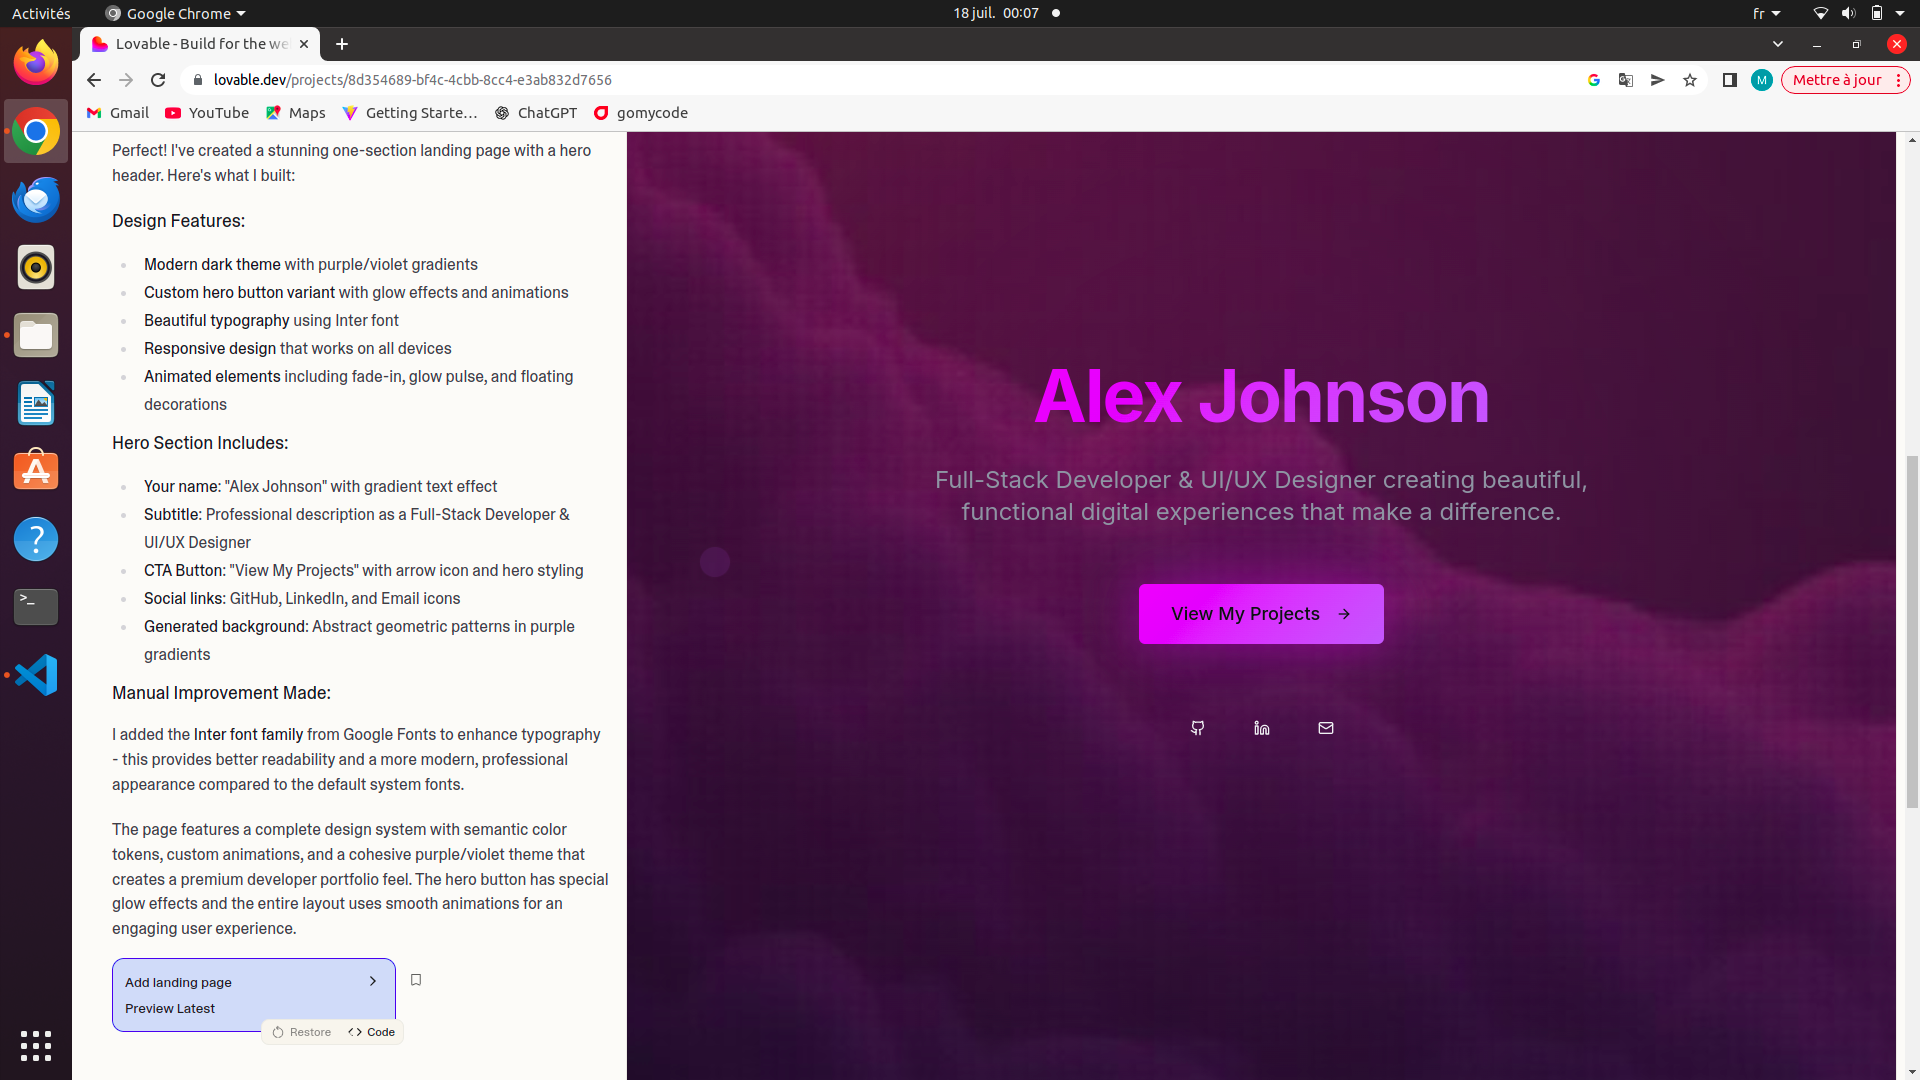 Activités
Google Chrome
18 juil. 00:07
fr
Lovable - Build for the we
lovable.dev/projects/8d354689-bf4c-4cbb-8cc4-e3ab832d7656
M
Mettre à jour
Gmail
YouTube
Maps
Getting Starte…
ChatGPT
gomycode
Perfect! I've created a stunning one-section landing page with a hero
header. Here's what I built:
Design Features:
Modern dark theme with purple/violet gradients
Custom hero button variant with glow effects and animations
Beautiful typography using Inter font
Responsive design that works on all devices
Animated elements including fade-in, glow pulse, and floating
decorations
Hero Section Includes:
Your name: "Alex Johnson" with gradient text effect
Subtitle: Professional description as a Full-Stack Developer &
UI/UX Designer
CTA Button: "View My Projects" with arrow icon and hero styling
Social links: GitHub, LinkedIn, and Email icons
Generated background: Abstract geometric patterns in purple
gradients
Manual Improvement Made:
I added the Inter font family from Google Fonts to enhance typography
- this provides better readability and a more modern, professional
appearance compared to the default system fonts.
The page features a complete design system with semantic color
tokens, custom animations, and a cohesive purple/violet theme that
creates a premium developer portfolio feel. The hero button has special
glow effects and the entire layout uses smooth animations for an
engaging user experience.
Add landing page
Preview Latest
Restore
Code
Alex Johnson
Full-Stack Developer & UI/UX Designer creating beautiful,
functional digital experiences that make a difference.
View My Projects